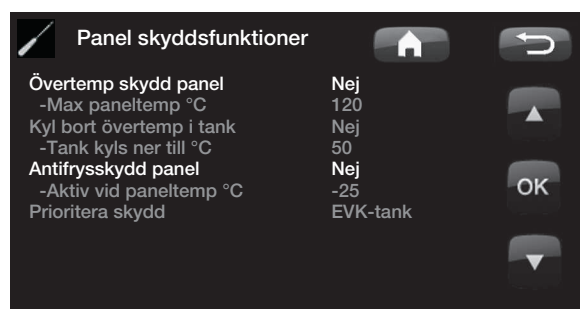 Panel skyddsfunktioner
Övertemp skydd panel Nej
-Max paneltemp °C 120
Kyl bort övertemp i tank Nej
-Tank kyls ner till °C 50
Antifrysskydd panel Nej
-Aktiv vid paneltemp °C -25
Prioritera skydd EVK-tank
OK